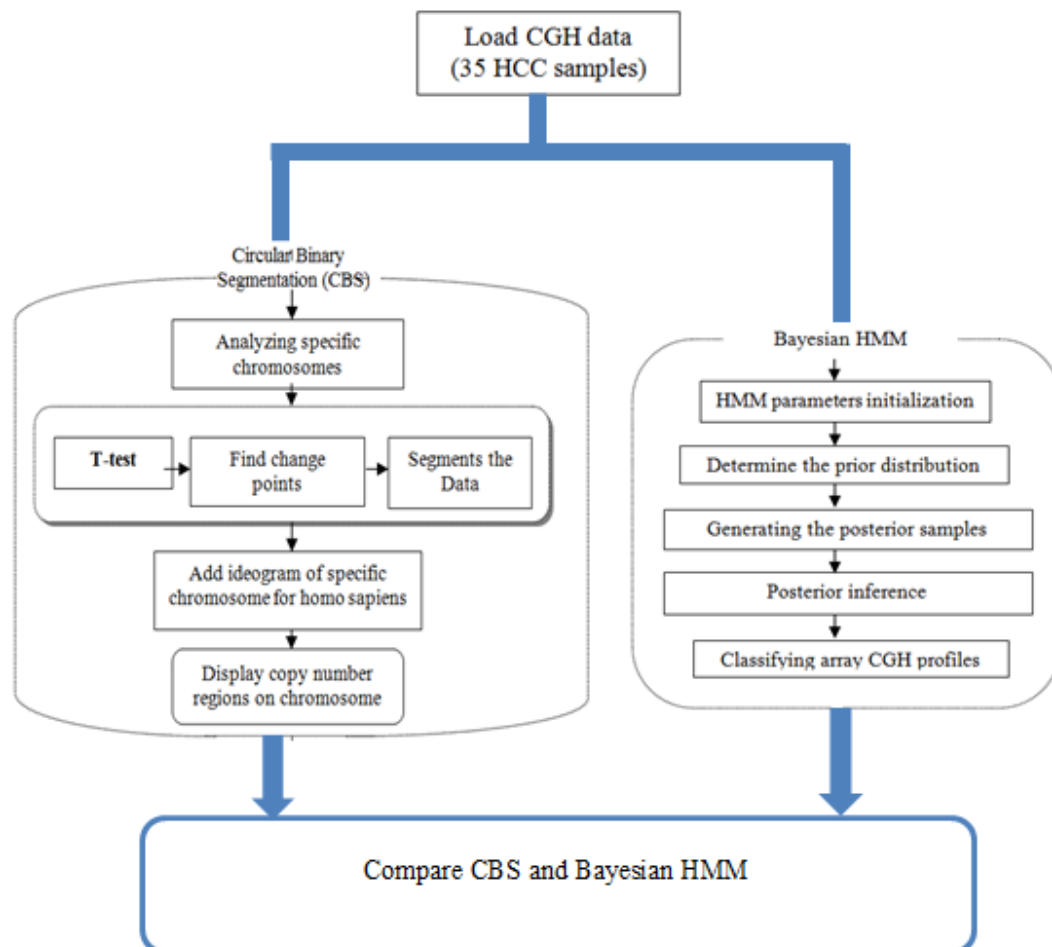 Load CGH data
(35 HCC samples)
Circular Binary
Segmentation (CBS)
Analyzing specific
chromosomes
T-test
Find change
points
Segments the
Data
Add ideogram of specific
chromosome for homo sapiens
Display copy number
regions on chromosome
Bayesian HMM
HMM parameters initialization
Determine the prior distribution
Generating the posterior samples
Posterior inference
Classifying array CGH profiles
Compare CBS and Bayesian HMM